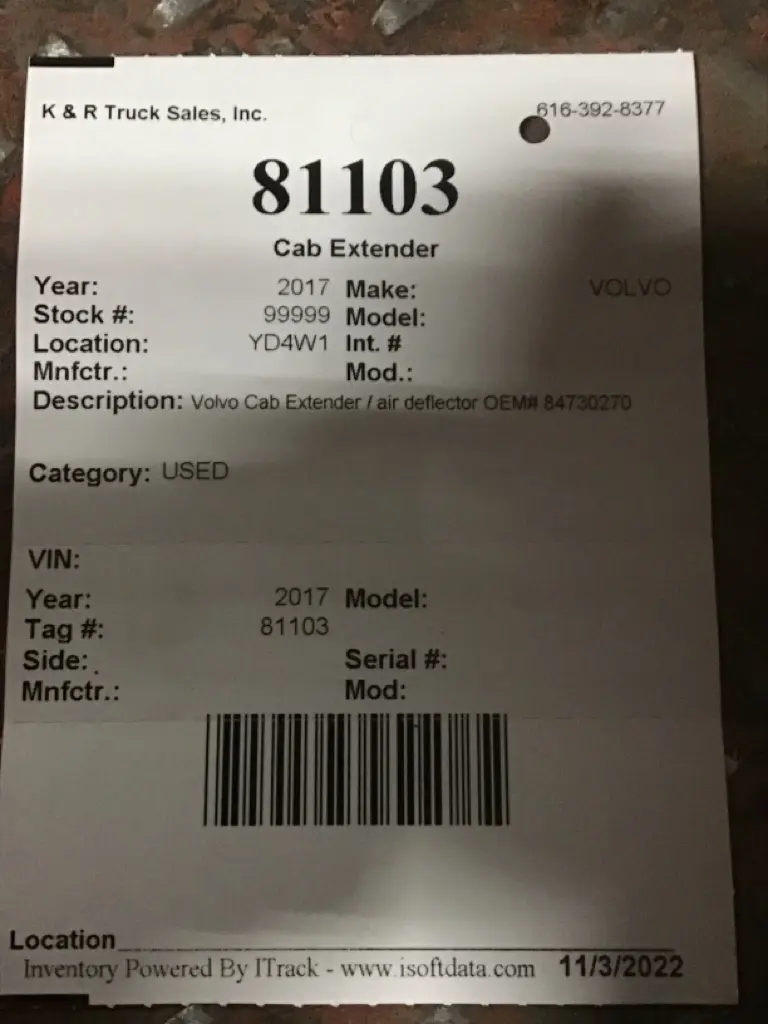 K & R Truck Sales, Inc. 616-392-8377
81103
Cab Extender
Year: 2017 Make: VOLVO
Stock #: 99999 Model:
Location: YD4W1 Int. #
Mnfctr.: Mod.:
Description: Volvo Cab Extender / air deflector OEM# 84730270
Category: USED
VIN:
Year: 2017 Model:
Tag #: 81103
Side: Serial #:
Mnfctr.: Mod:
Location
Inventory Powered By ITrack - www.isoftdata.com 11/3/2022